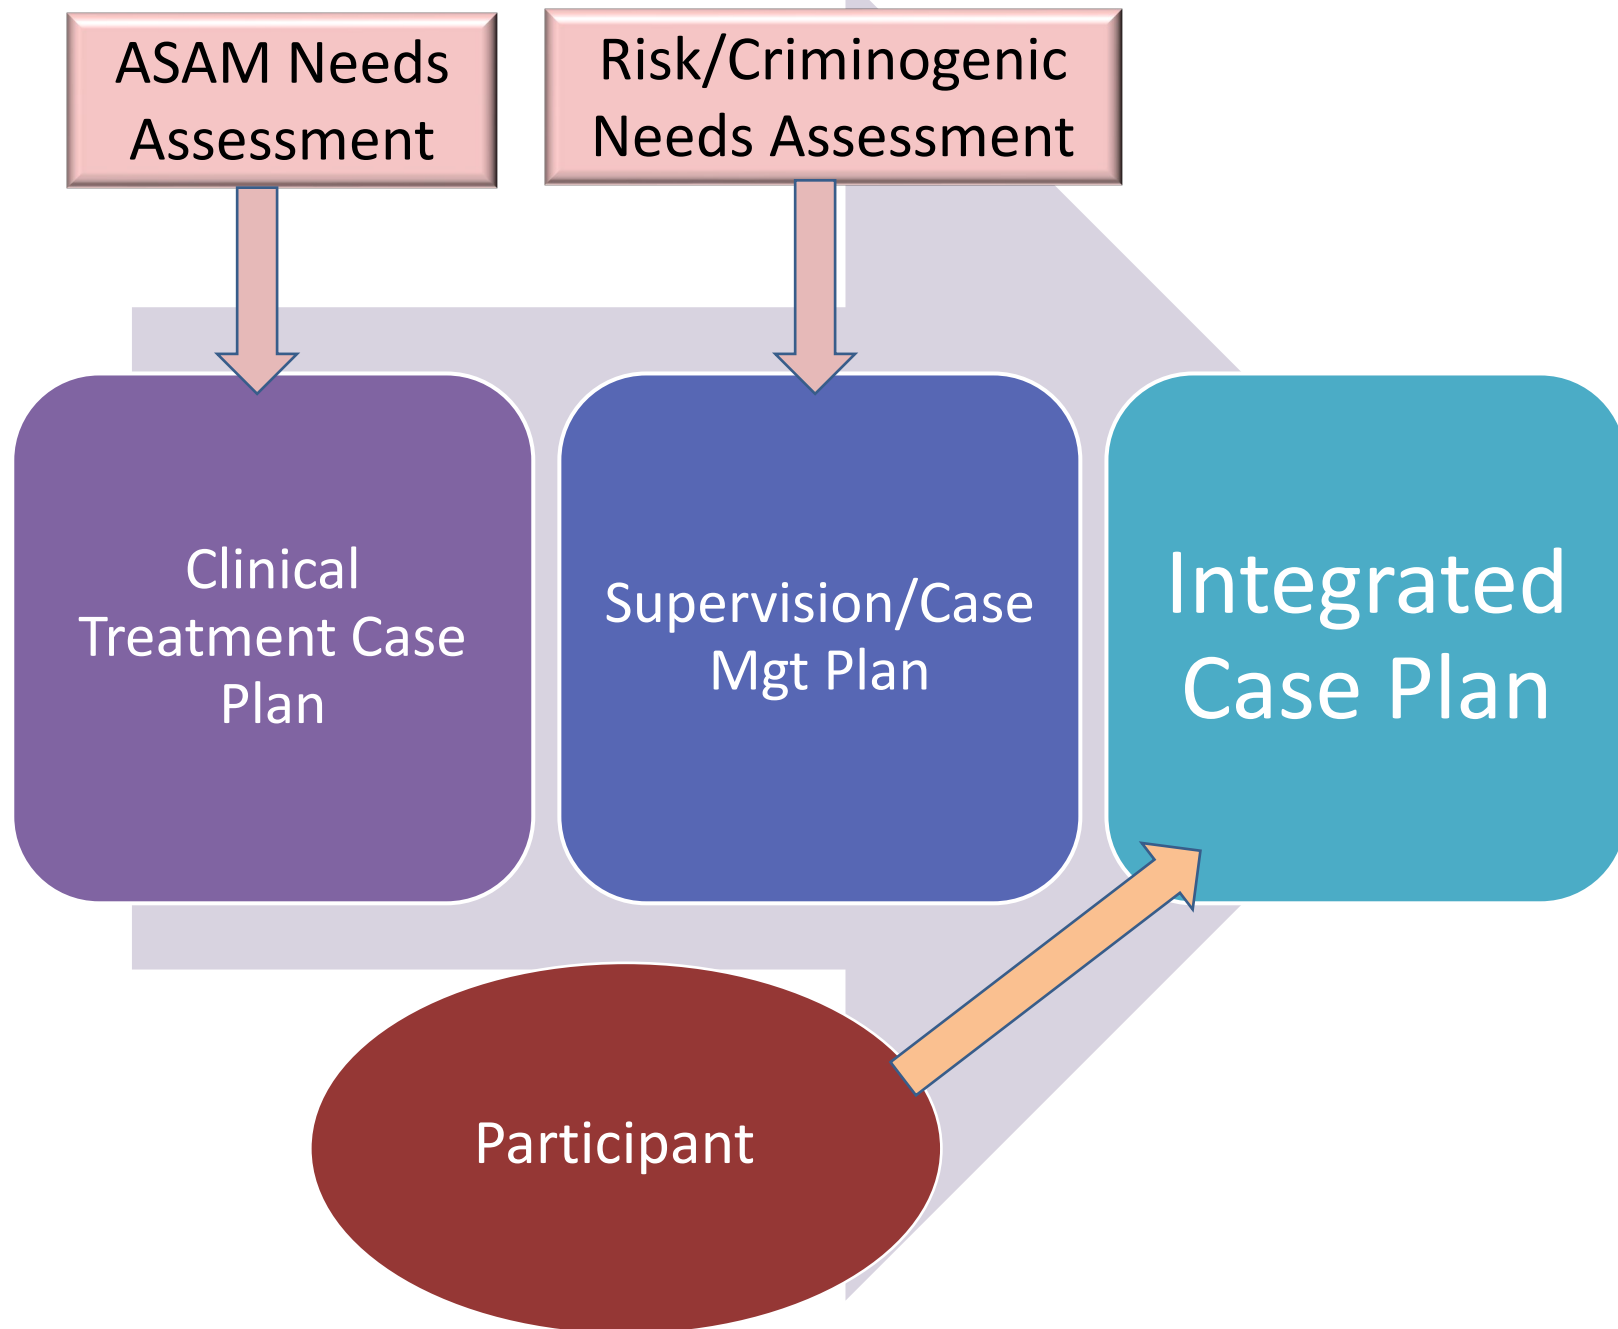 ASAM Needs
Assessment
Risk/Criminogenic
Needs Assessment
Clinical
Treatment Case
Plan
Supervision/Case
Mgt Plan
Integrated
Case Plan
Participant